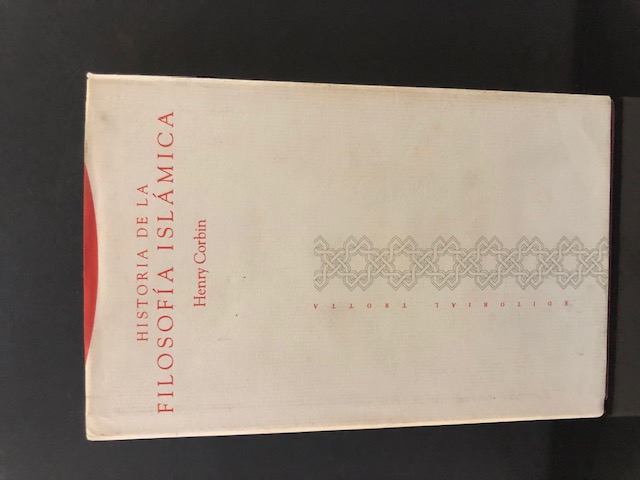 HISTORIA DE LA
FILOSOFÍA ISLÁMICA
Henry Corbin
EDITORIAL TROTTA